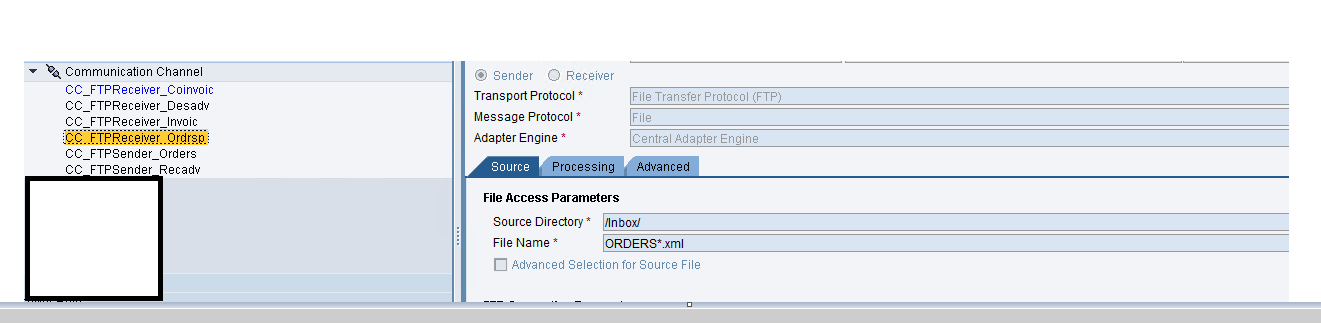 Communication Channel
CC_FTPReceiver_Coinvoic
CC_FTPReceiver_Desadv
CC_FTPReceiver_Invoic
CC_FTPReceiver_Ordrsp
CC_FTPSender_Orders
CC_FTPSender_Recadv
Sender Receiver
Transport Protocol * File Transfer Protocol (FTP)
Message Protocol * File
Adapter Engine * Central Adapter Engine
Source Processing Advanced
File Access Parameters
Source Directory * /Inbox/
File Name * ORDERS*.xml
Advanced Selection for Source File